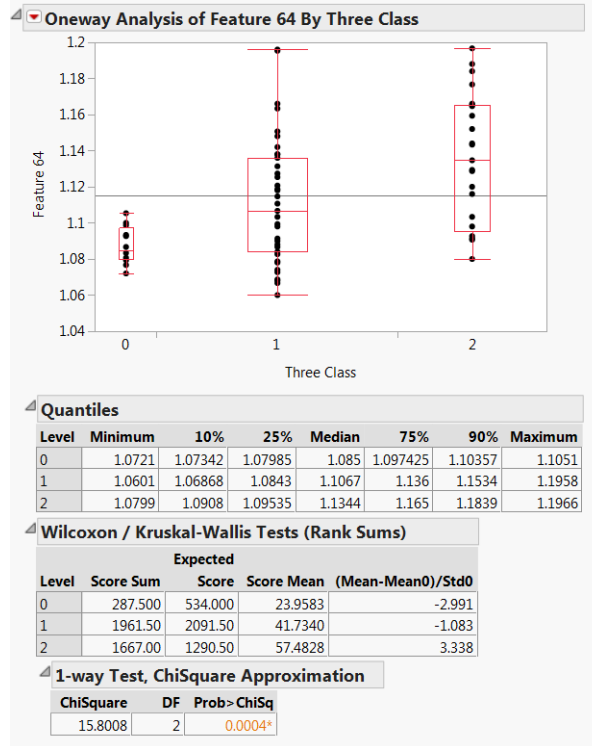 Oneway Analysis of Feature 64 By Three Class
1.2
1.18
1.16
1.14
1.12
1.1
1.08
1.06
1.04
Feature 64
0 1 2
Three Class
Quantiles
Level Minimum 10% 25% Median 75% 90% Maximum
0 1.0721 1.07342 1.07985 1.085 1.097425 1.10357 1.1051
1 1.0601 1.06868 1.0843 1.1067 1.136 1.1534 1.1958
2 1.0799 1.0908 1.09535 1.1344 1.165 1.1839 1.1966
Wilcoxon / Kruskal-Wallis Tests (Rank Sums)
Expected
Level Score Sum Score Score Mean (Mean-Mean0)/Std0
0 287.500 534.000 23.9583 -2.991
1 1961.50 2091.50 41.7340 -1.083
2 1667.00 1290.50 57.4828 3.338
1-way Test, ChiSquare Approximation
ChiSquare DF Prob>ChiSq
15.8008 2 0.0004*